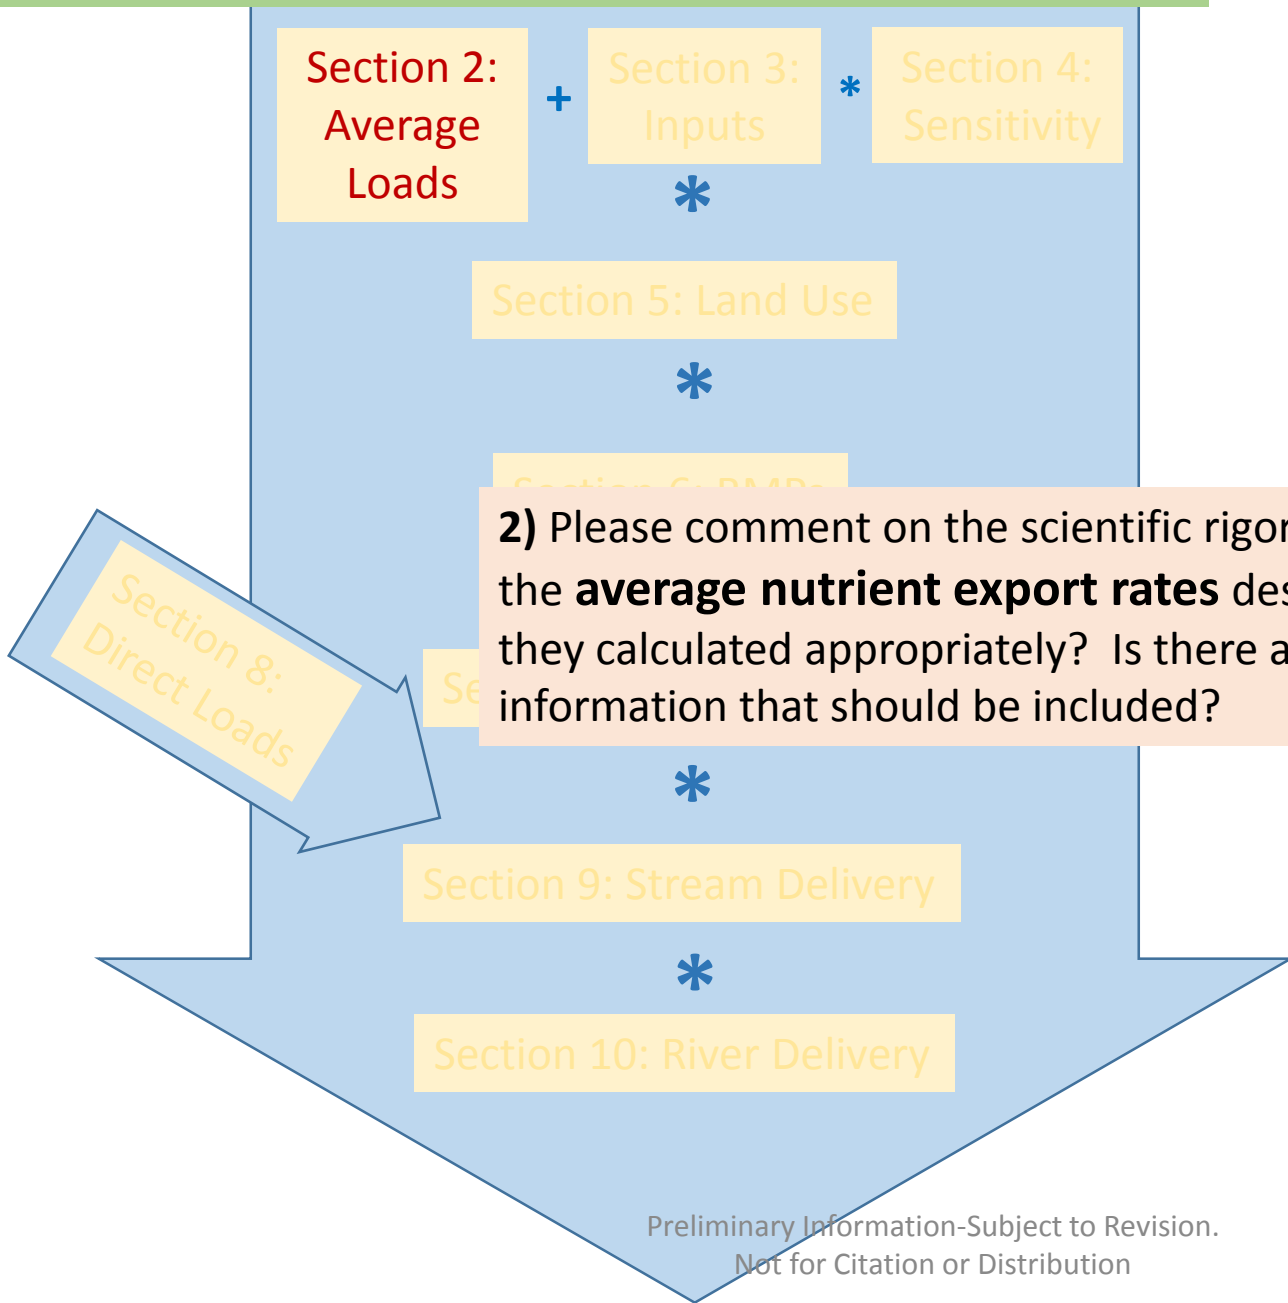 Section 2:
Average
Loads
+
Section 3:
Inputs
*
Section 4:
Sensitivity
*
Section 5: Land Use
*
2) Please comment on the scientific rigor
the average nutrient export rates des
they calculated appropriately? Is there a
information that should be included?
Section 8:
Direct Loads
Se
*
Section 9: Stream Delivery
*
Section 10: River Delivery
Preliminary Information-Subject to Revision.
Not for Citation or Distribution